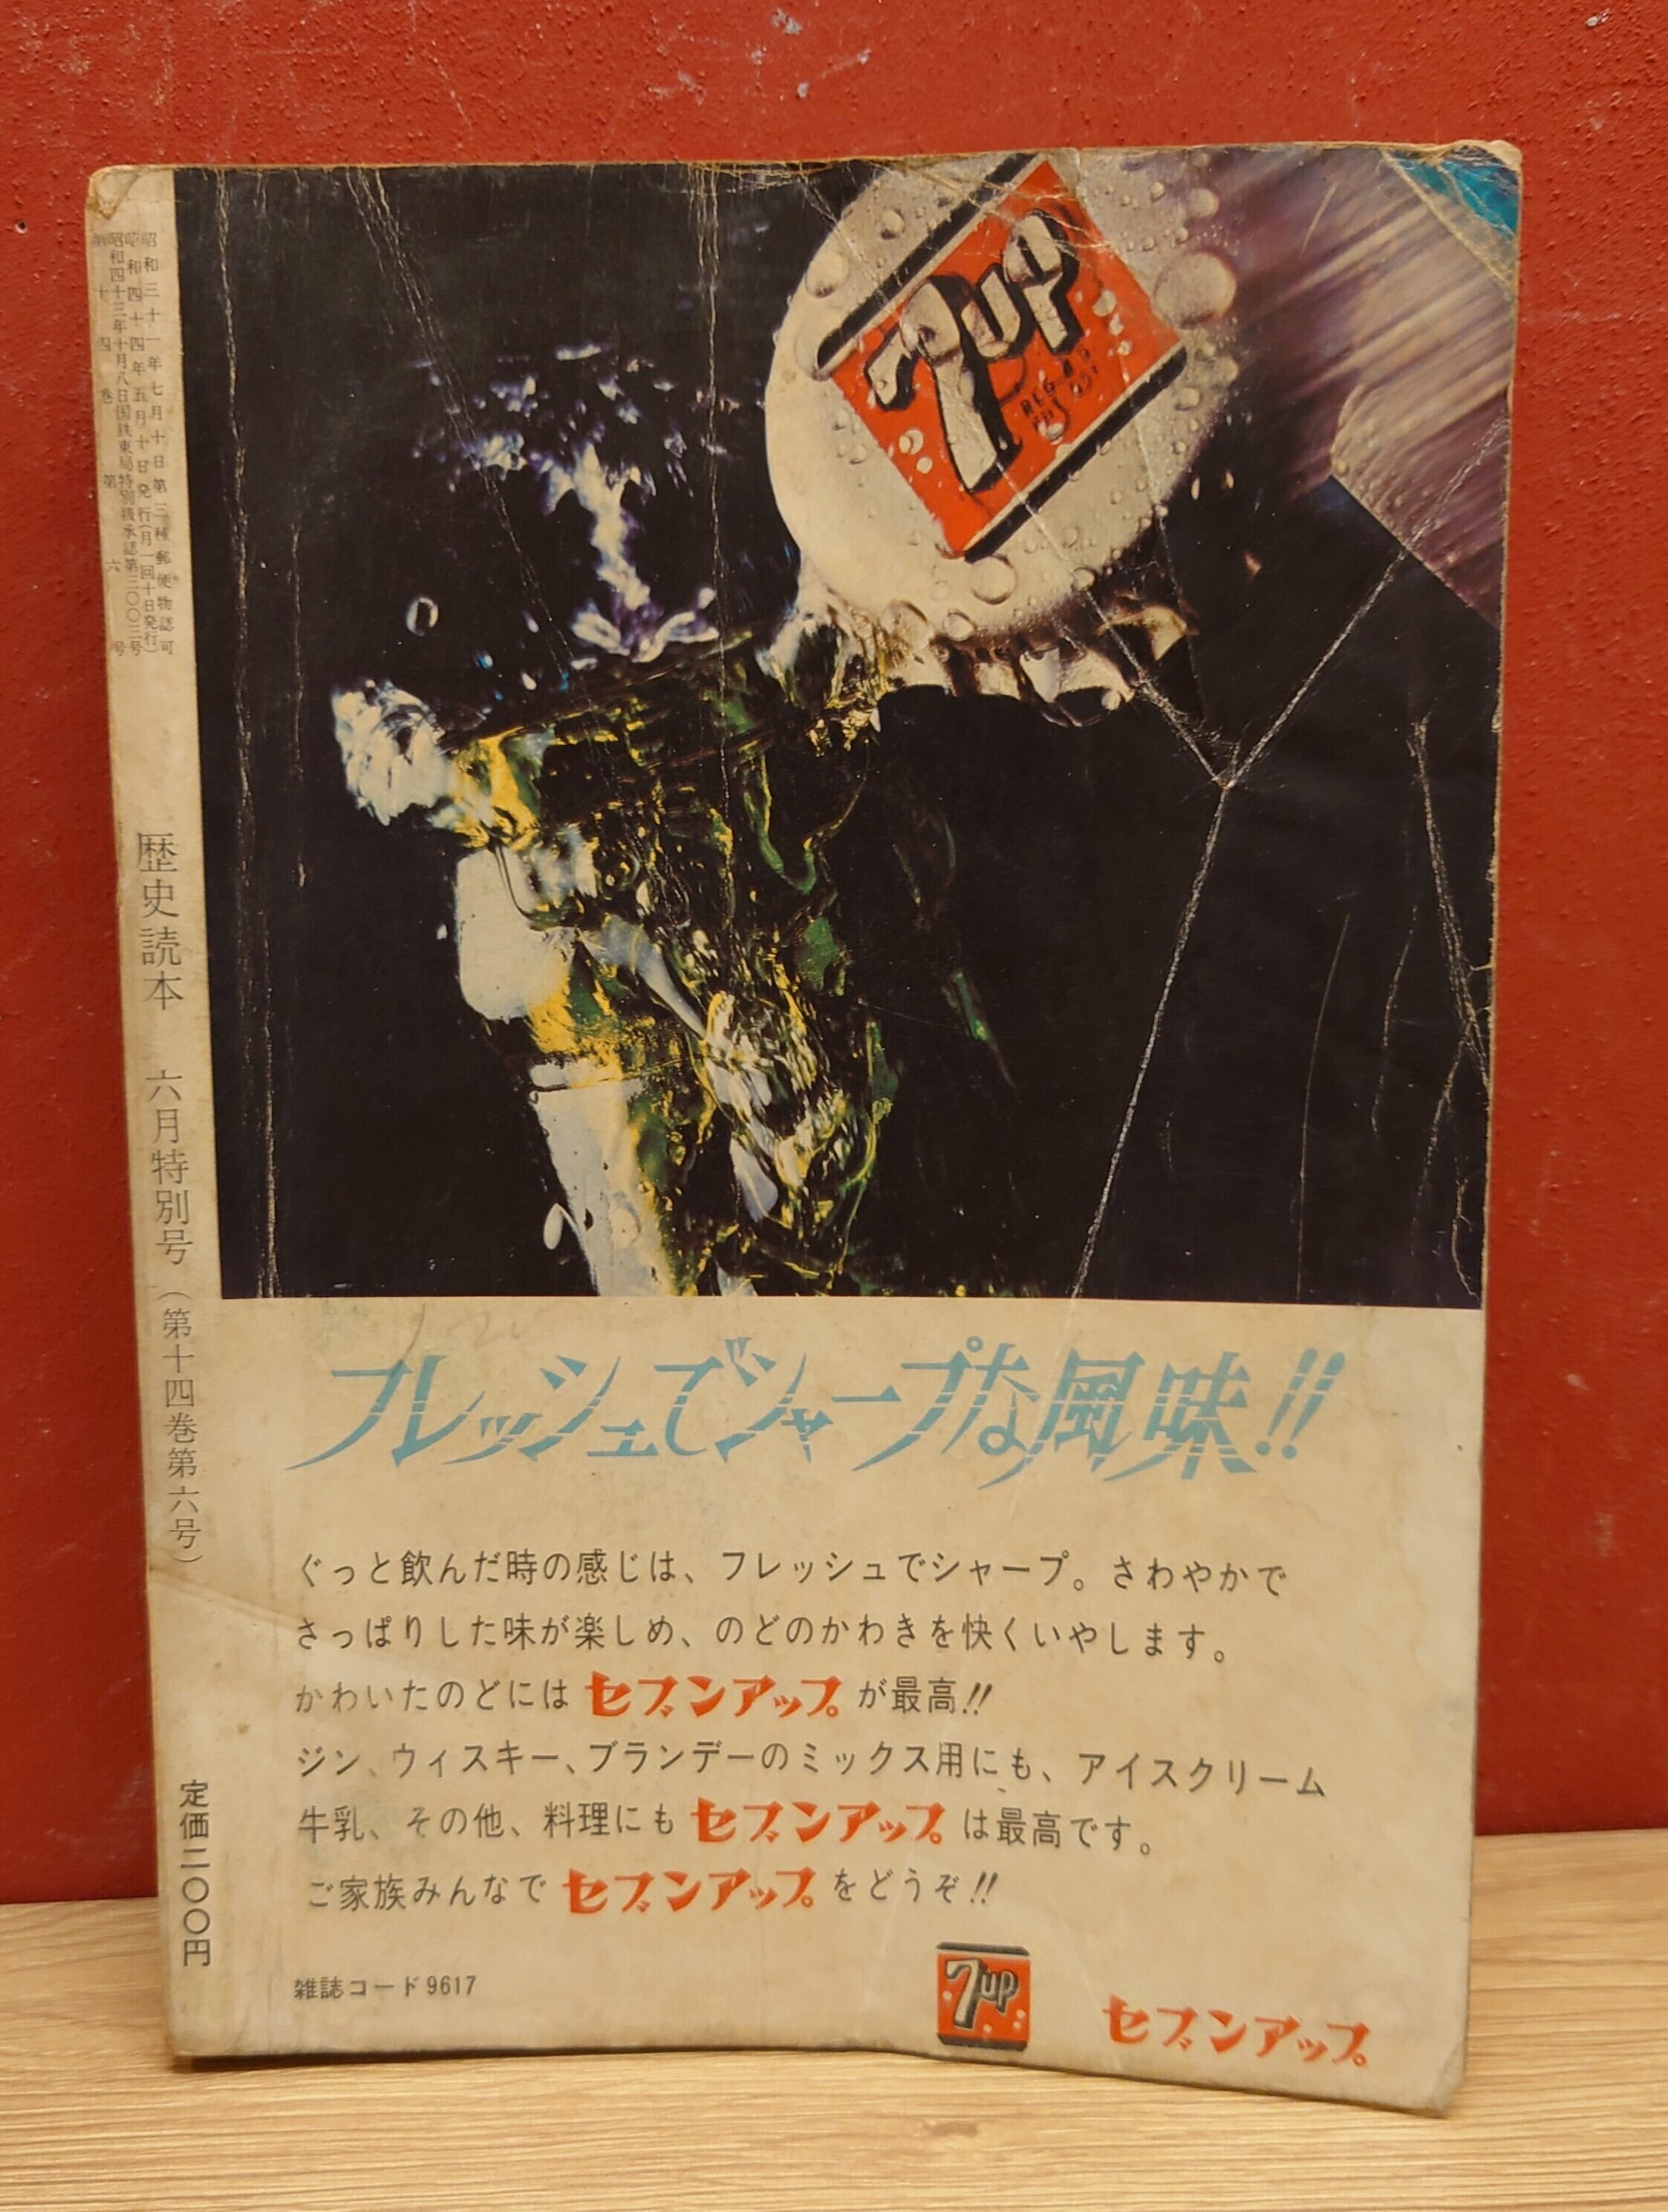 7UP
昭和三十一年七月十日第三種郵便物認可
昭和四十四年五月十日発行(月一回十日発行)
昭和四十三年十月八日国鉄東局特別扱承認第三〇〇三号
第十四巻 第六号
歴史読本 六月特別号(第十四巻第六号)
定価二〇〇円
フレッシュでシャープな風味!!
ぐっと飲んだ時の感じは、フレッシュでシャープ。さわやかで
さっぱりした味が楽しめ、のどのかわきを快くいやします。
かわいたのどにはセブンアップが最高!!
ジン、ウィスキー、ブランデーのミックス用にも、アイスクリーム
牛乳、その他、料理にもセブンアップは最高です。
ご家族みんなでセブンアップをどうぞ!!
雑誌コード9617
7up
セブンアップ